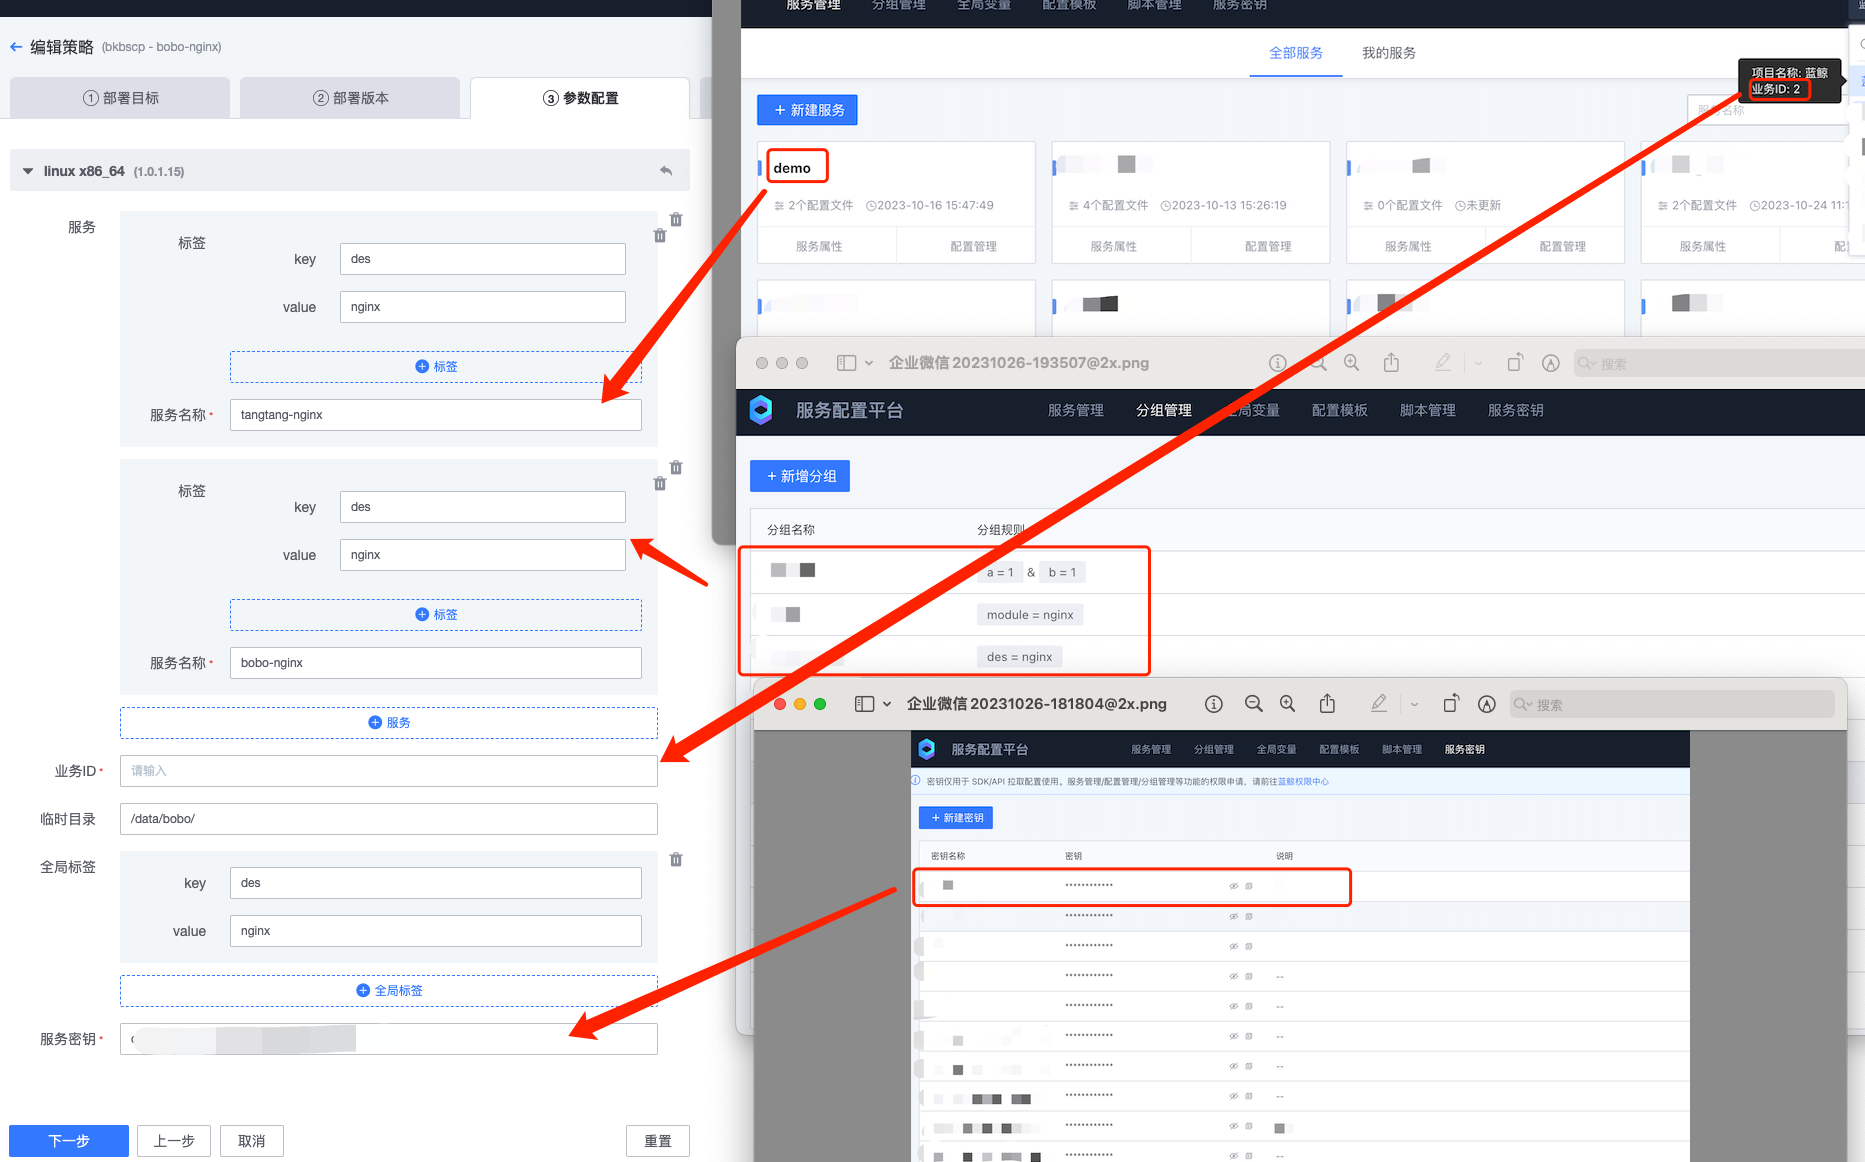 编辑策略 (bkbscp - bobo-nginx)
① 部署目标
② 部署版本
③ 参数配置
linux x86_64 (1.0.1.15)
服务
标签
key
des
value
nginx
标签
服务名称 *
tangtang-nginx
标签
key
des
value
nginx
标签
服务名称 *
bobo-nginx
服务
业务ID *
请输入
临时目录
/data/bobo/
全局标签
key
des
value
nginx
全局标签
服务密钥 *
下一步
上一步
取消
重置
服务管理 分组管理 全局变量 配置模板 脚本管理 服务密钥
全部服务 我的服务
项目名称: 蓝鲸
业务ID: 2
+ 新建服务
服务名称
demo
2个配置文件 2023-10-16 15:47:49
服务属性 配置管理
4个配置文件 2023-10-13 15:26:19
服务属性 配置管理
0个配置文件 未更新
服务属性 配置管理
2个配置文件 2023-10-24 11:1
服务属性 配
企业微信20231026-193507@2x.png
搜索
服务配置平台
服务管理 分组管理 全局变量 配置模板 脚本管理 服务密钥
+ 新增分组
分组名称 分组规则
a = 1 & b = 1
module = nginx
des = nginx
企业微信20231026-181804@2x.png
搜索
服务配置平台
服务管理 分组管理 全局变量 配置模板 脚本管理 服务密钥
密钥仅用于 SDK/API 拉取配置使用。服务管理/配置管理/分组管理等功能的权限申请，请前往蓝鲸权限中心
+ 新建密钥
密钥名称 密钥 说明
************
************
************
************ --
************ --
************ --
************ --
************ --
************
************ --